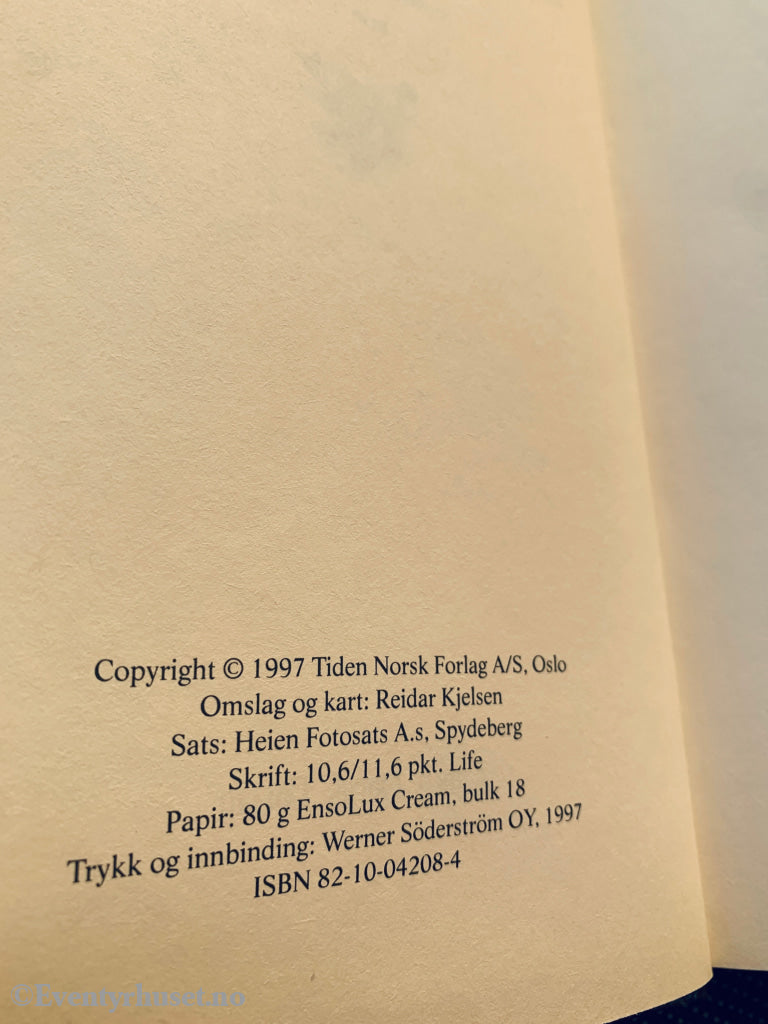 Copyright © 1997 Tiden Norsk Forlag A/S, Oslo
Omslag og kart: Reidar Kjelsen
Sats: Heien Fotosats A.s, Spydeberg
Skrift: 10,6/11,6 pkt. Life
Papir: 80 g EnsoLux Cream, bulk 18
Trykk og innbinding: Werner Söderström OY, 1997
ISBN 82-10-04208-4
©Eventyrhuset.no